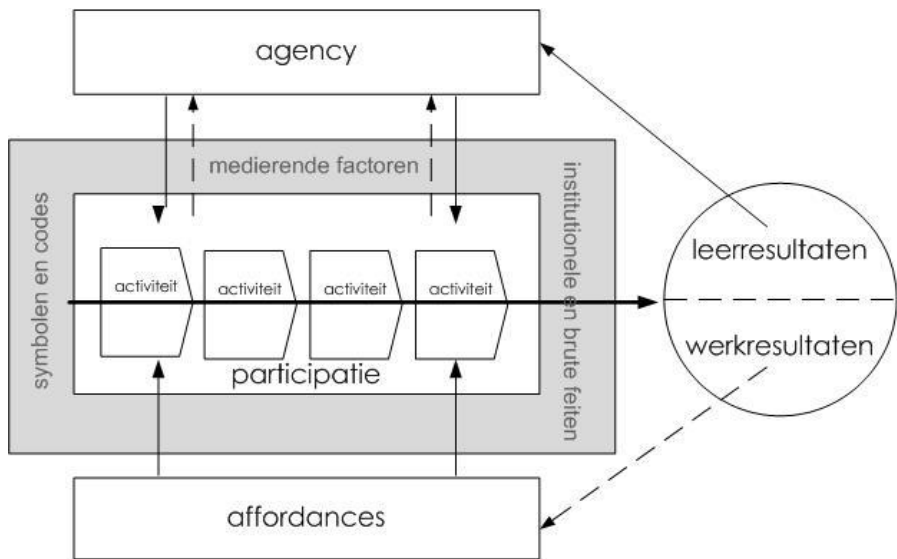 agency
medierende factoren
symbolen en codes
institutionele en brute feiten
activiteit
activiteit
activiteit
activiteit
participatie
leerresultaten
werkresultaten
affordances